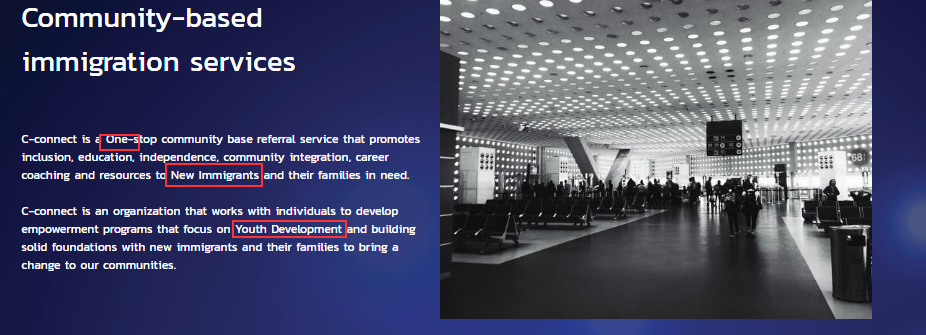 Community-based
immigration services
C-connect is a One-stop community base referral service that promotes
inclusion, education, independence, community integration, career
coaching and resources to New Immigrants and their families in need.
C-connect is an organization that works with individuals to develop
empowerment programs that focus on Youth Development and building
solid foundations with new immigrants and their families to bring a
change to our communities.
68